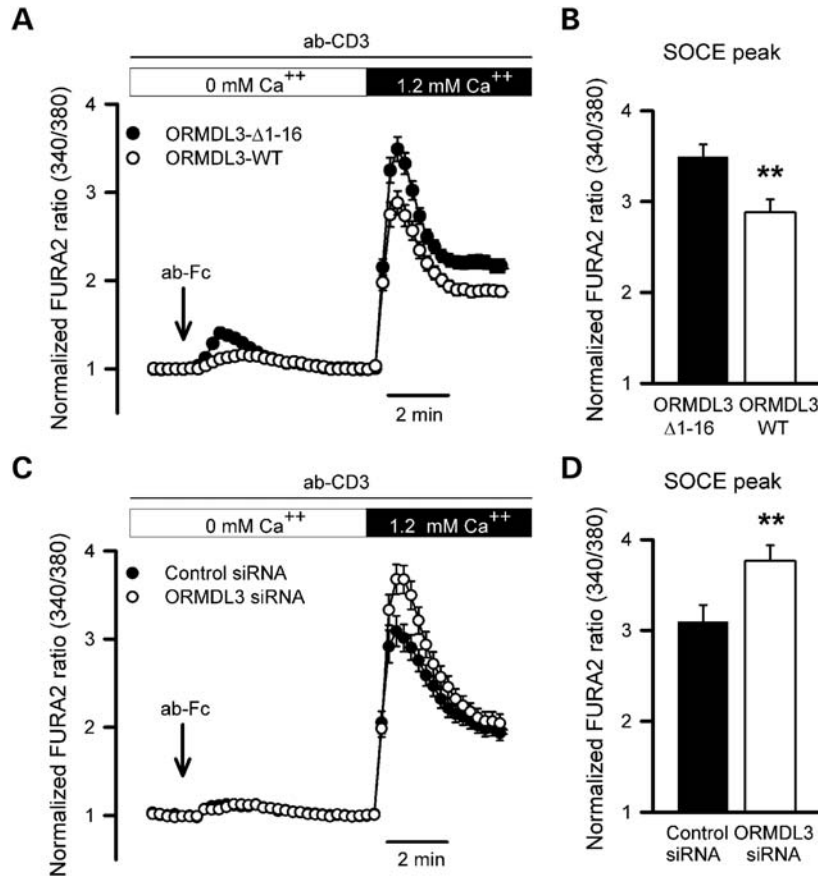 A
ab-CD3
0 mM Ca++
1.2 mM Ca++
Normalized FURA2 ratio (340/380)
4
3
2
1
ORMDL3-Δ1-16
ORMDL3-WT
ab-Fc
2 min
B
SOCE peak
Normalized FURA2 ratio (340/380)
4
3
2
1
**
ORMDL3
Δ1-16
ORMDL3
WT
C
ab-CD3
0 mM Ca++
1.2 mM Ca++
Normalized FURA2 ratio (340/380)
4
3
2
1
Control siRNA
ORMDL3 siRNA
ab-Fc
2 min
D
SOCE peak
Normalized FURA2 ratio (340/380)
4
3
2
1
**
Control
siRNA
ORMDL3
siRNA